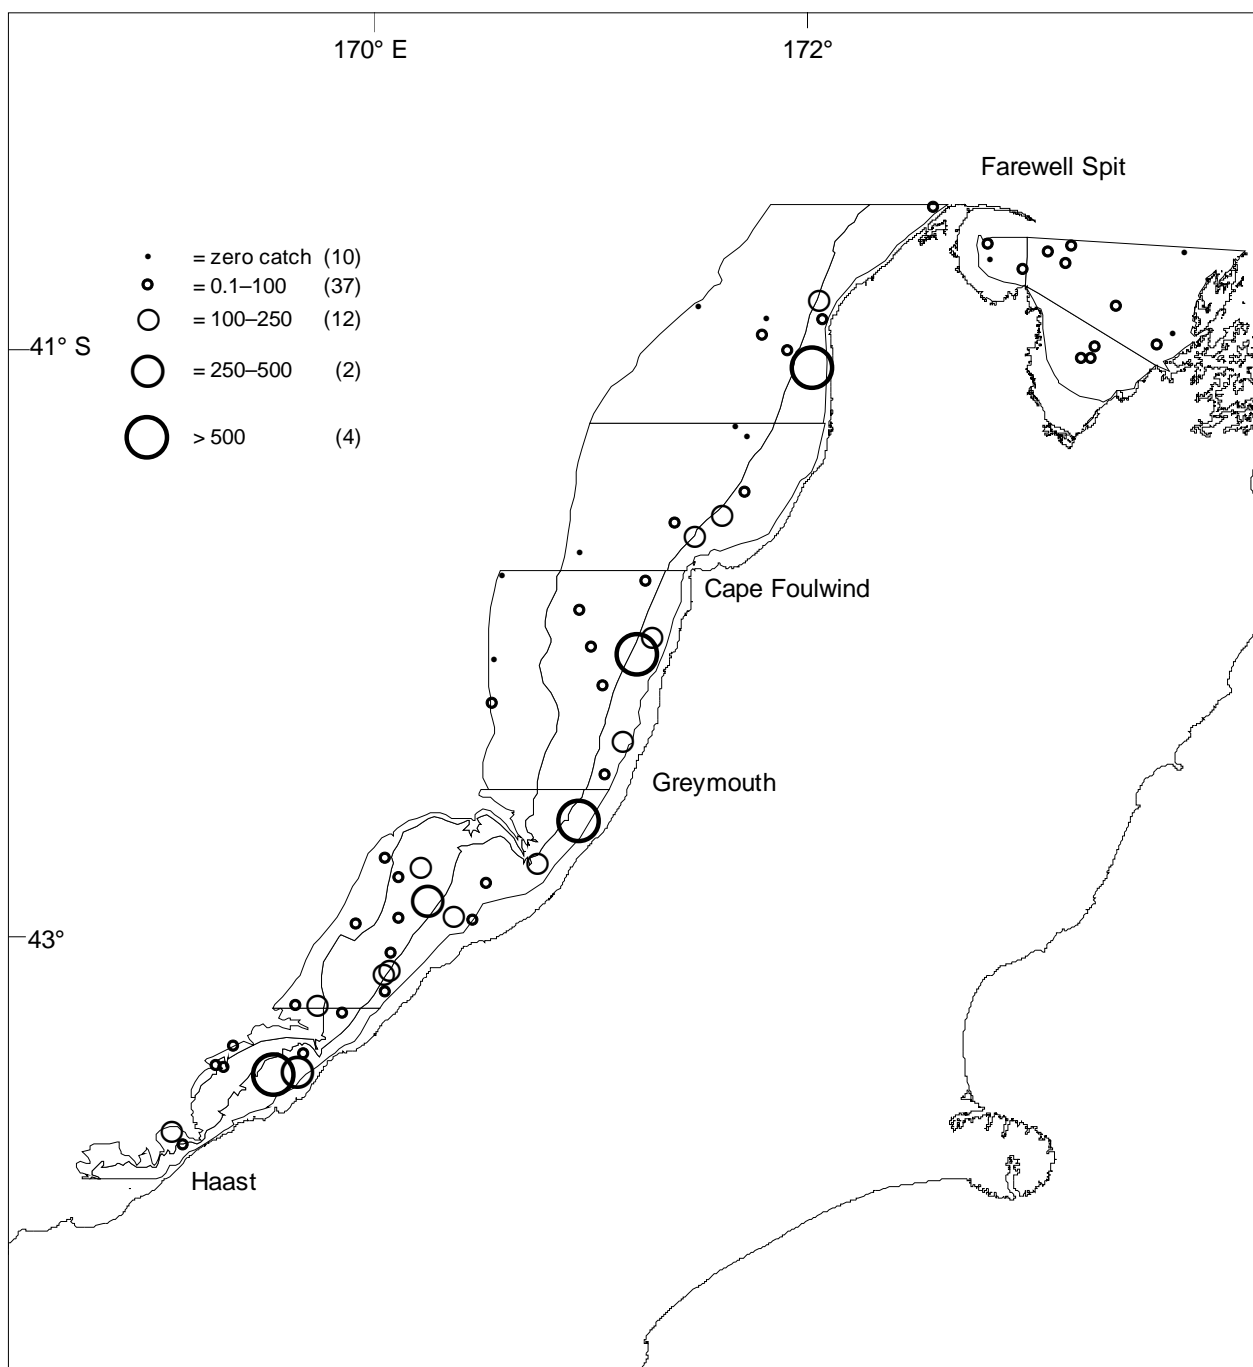 170° E
172°
Farewell Spit
= zero catch (10)
= 0.1–100 (37)
= 100–250 (12)
41° S
= 250–500 (2)
> 500 (4)
Cape Foulwind
Greymouth
43°
Haast